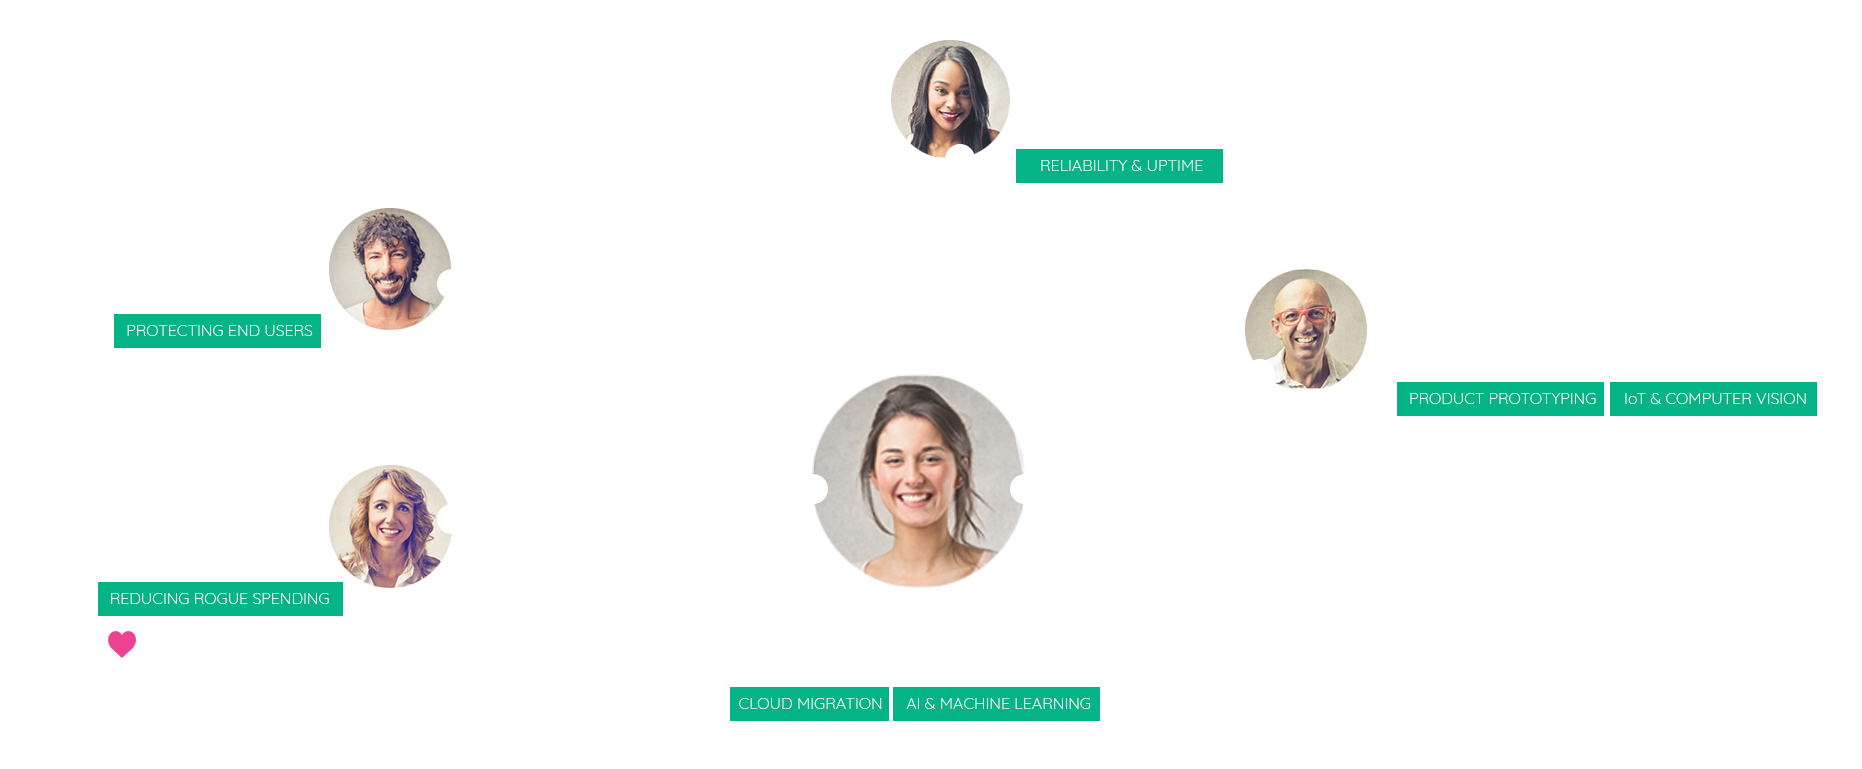 RELIABILITY & UPTIME
PROTECTING END USERS
PRODUCT PROTOTYPING
IoT & COMPUTER VISION
REDUCING ROGUE SPENDING
CLOUD MIGRATION
AI & MACHINE LEARNING